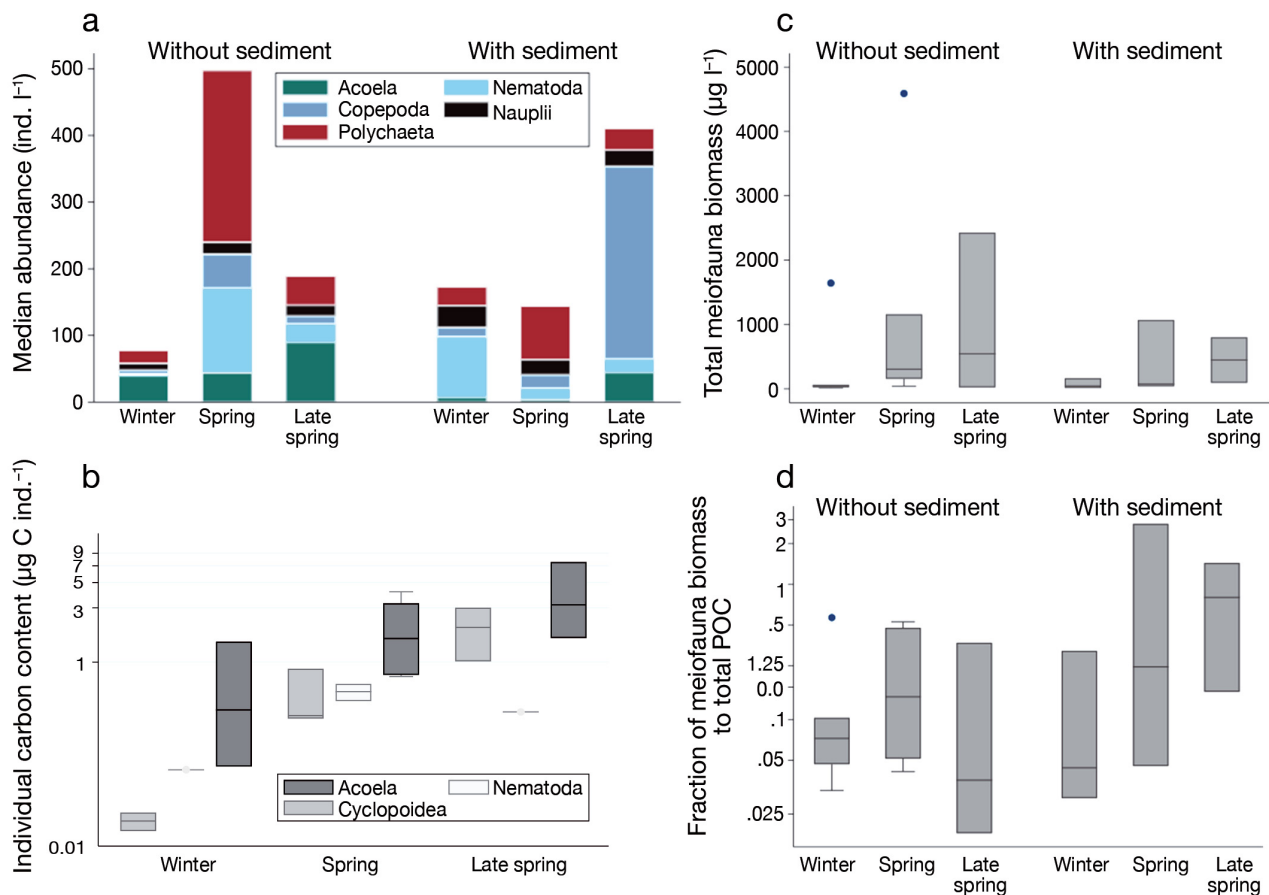 a
Without sediment
With sediment
Median abundance (ind. l⁻¹)
500
400
300
200
100
0
Acoela
Copepoda
Polychaeta
Nematoda
Nauplii
Winter
Spring
Late
spring
Winter
Spring
Late
spring
c
Without sediment
With sediment
Total meiofauna biomass (µg l⁻¹)
5000
4000
3000
2000
1000
0
Winter
Spring
Late
spring
Winter
Spring
Late
spring
b
Individual carbon content (µg C ind.⁻¹)
9
7
5
3
1
0.01
Acoela
Cyclopoidea
Nematoda
Winter
Spring
Late spring
d
Without sediment
With sediment
Fraction of meiofauna biomass
to total POC
3
2
1
.5
1.25
0.0
.1
.05
.025
Winter
Spring
Late
spring
Winter
Spring
Late
spring